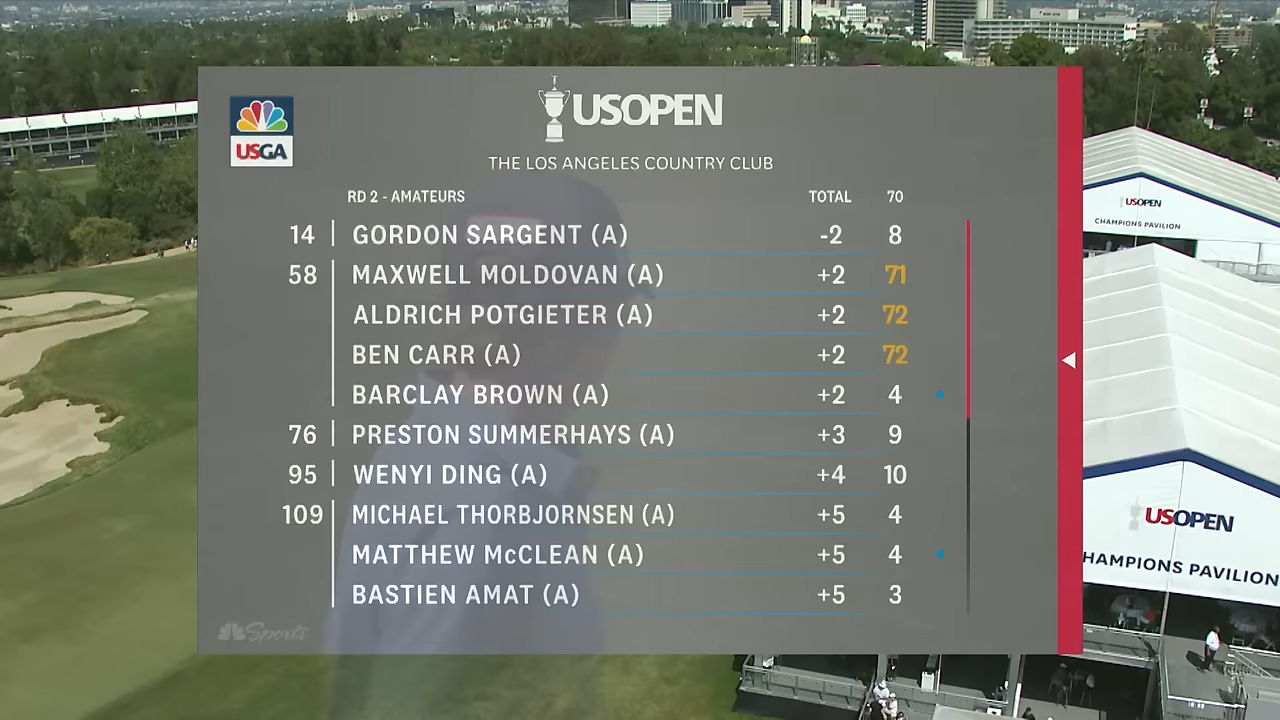 USOPEN
USGA
THE LOS ANGELES COUNTRY CLUB
RD 2 - AMATEURS TOTAL 70
14 GORDON SARGENT (A) -2 8
58 MAXWELL MOLDOVAN (A) +2 71
ALDRICH POTGIETER (A) +2 72
BEN CARR (A) +2 72
BARCLAY BROWN (A) +2 4
76 PRESTON SUMMERHAYS (A) +3 9
95 WENYI DING (A) +4 10
109 MICHAEL THORBJORNSEN (A) +5 4
MATTHEW McCLEAN (A) +5 4
BASTIEN AMAT (A) +5 3
Sports
USOPEN
CHAMPIONS PAVILION
USOPEN
HAMPIONS PAVILION